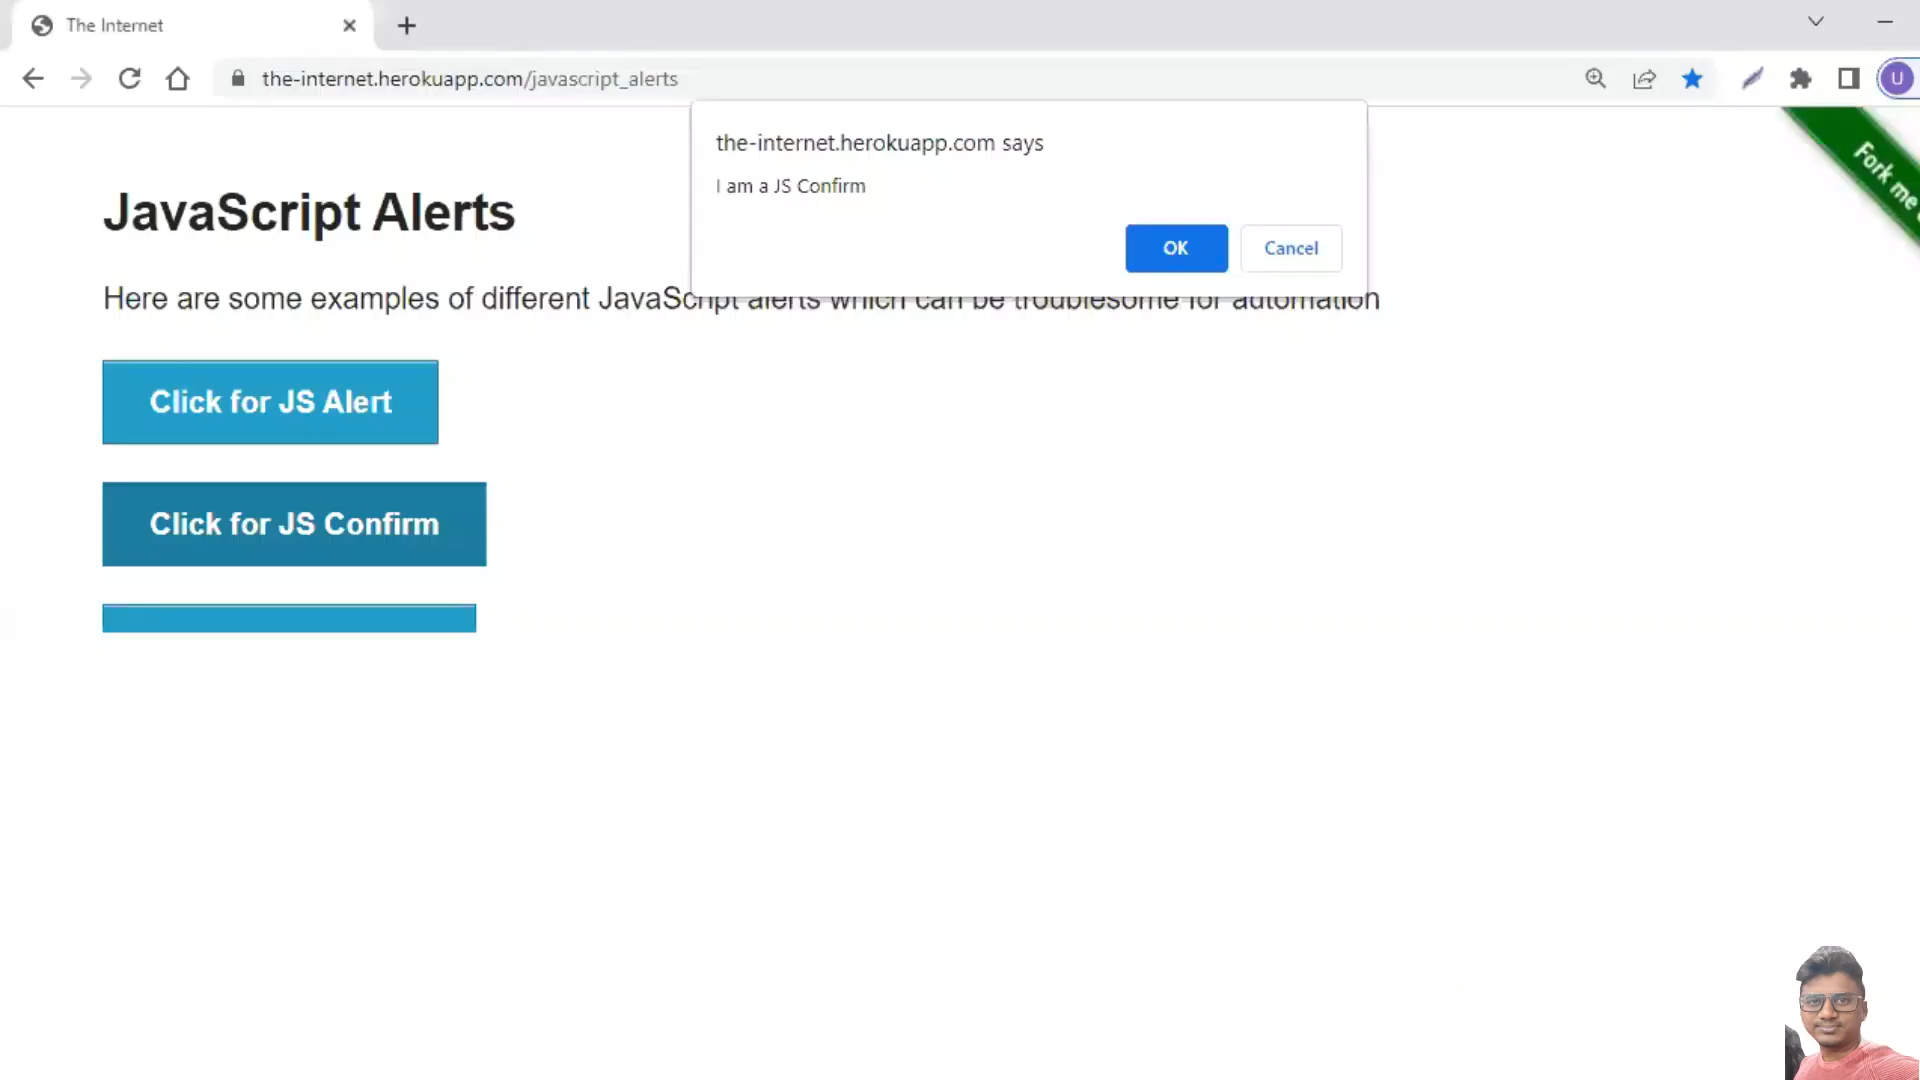 The Internet
the-internet.herokuapp.com/javascript_alerts
U
the-internet.herokuapp.com says
I am a JS Confirm
OK
Cancel
Fork me
JavaScript Alerts
Here are some examples of different JavaScript alerts which can be troublesome for automation
Click for JS Alert
Click for JS Confirm